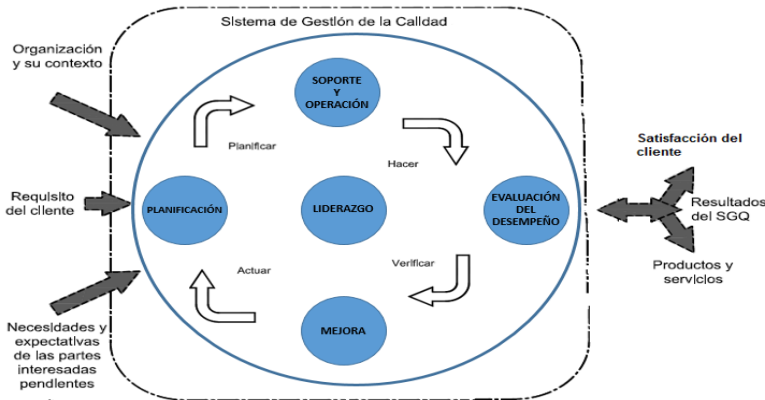 Sistema de Gestión de la Calidad
Organización
y su contexto
Requisito
del cliente
Necesidades y
expectativas
de las partes
interesadas
pendientes
SOPORTE
Y
OPERACIÓN
Planificar
Hacer
PLANIFICACIÓN
LIDERAZGO
EVALUACIÓN
DEL
DESEMPEÑO
Actuar
Verificar
MEJORA
Satisfacción del
cliente
Resultados
del SGQ
Productos y
servicios